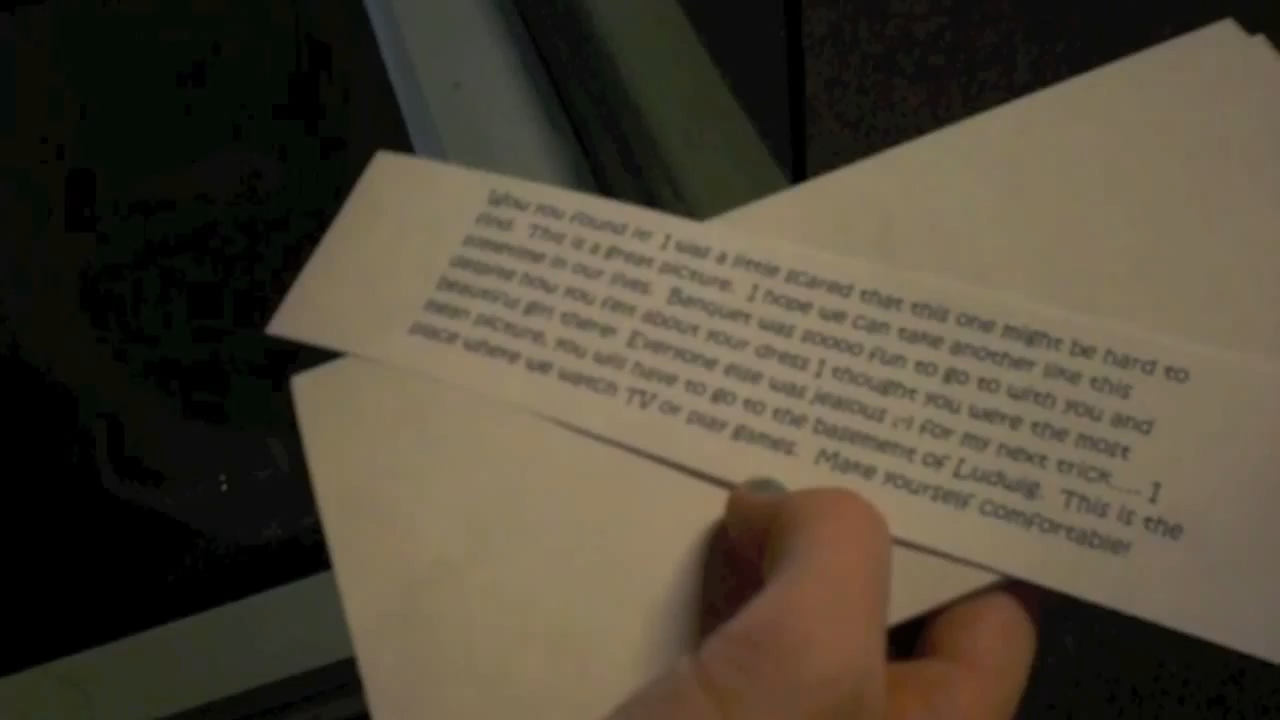 Wow you found it! I was a little scared that this one might be hard to
find. This is a great picture. I hope we can take another like this
sometime in our lives. Banquet was soooo fun to go to with you and
despite how you felt about your dress I thought you were the most
beautiful girl there! Everyone else was jealous ;-) for my next trick.... I
mean picture, you will have to go to the basement of Ludwig. This is the
place where we watch TV or play games. Make yourself comfortable!